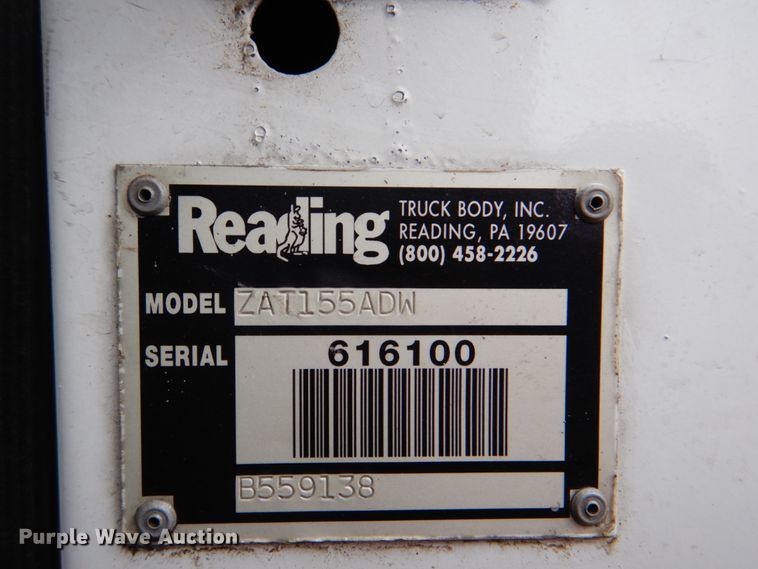 Reading
TRUCK BODY, INC.
READING, PA 19607
(800) 458-2226
MODEL ZAT155ADW
SERIAL 616100
B559138
Purple Wave Auction